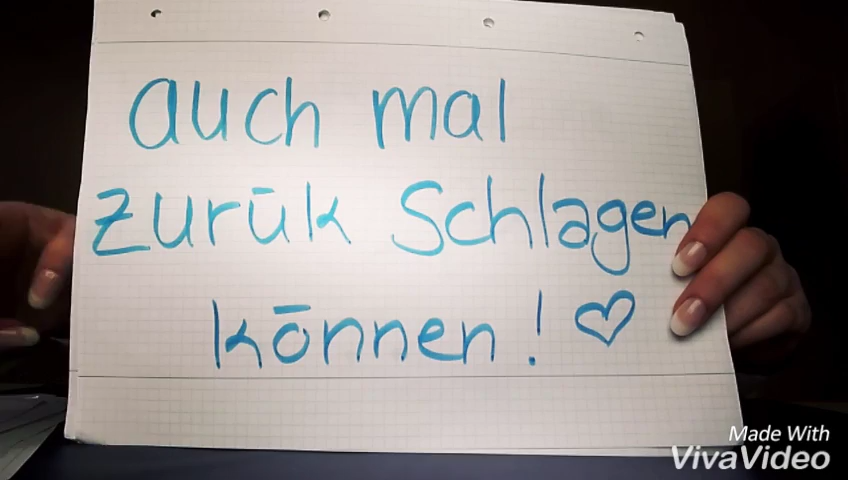 auch mal
zurük Schlagen
können! ♡
Made With
VivaVideo